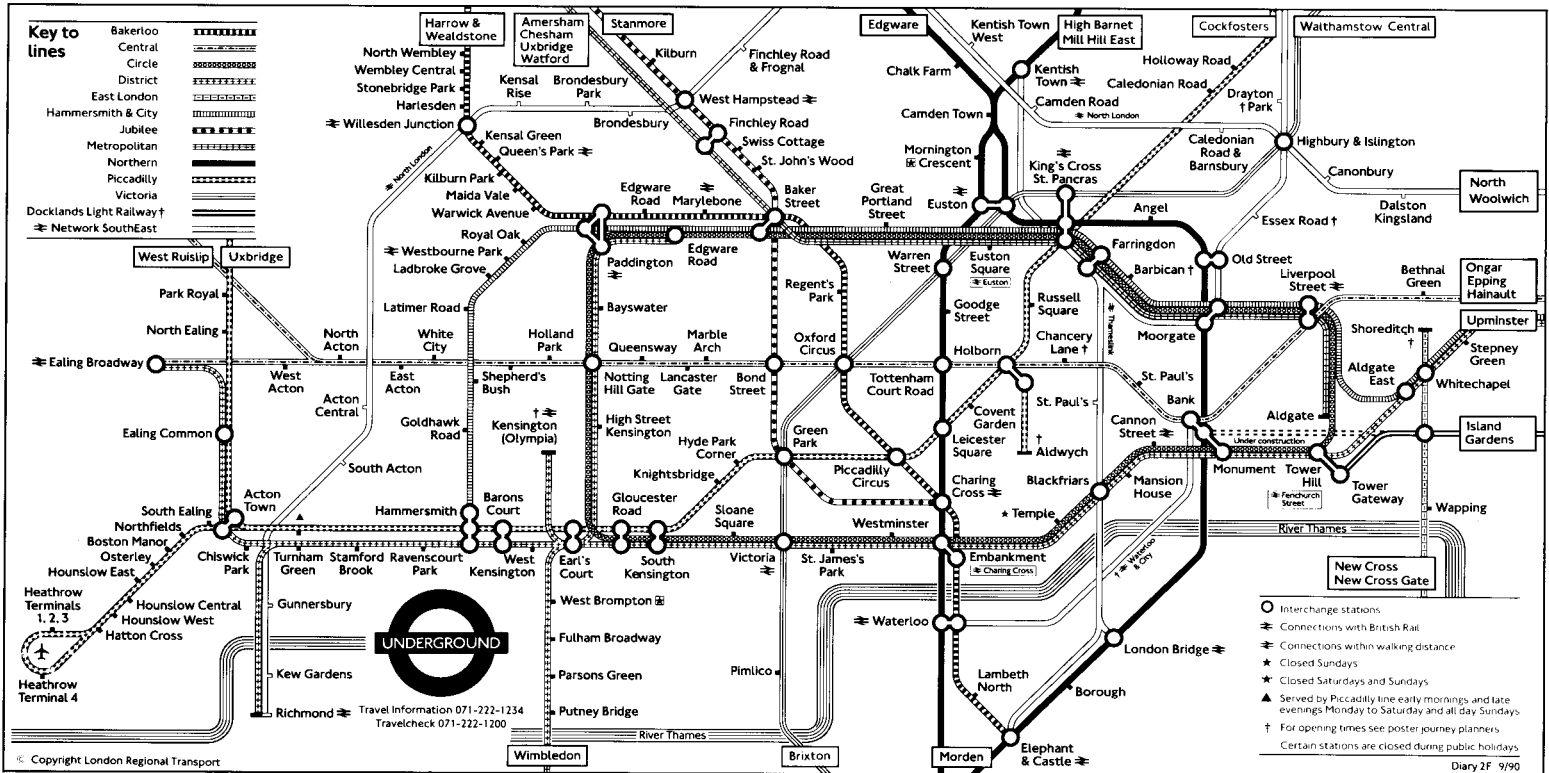 Key to
lines
Bakerloo
Central
Circle
District
East London
Hammersmith & City
Jubilee
Metropolitan
Northern
Piccadilly
Victoria
Docklands Light Railway†
Network SouthEast
Harrow &
Wealdstone
Amersham
Chesham
Uxbridge
Watford
Stanmore
Edgware
High Barnet
Mill Hill East
Cockfosters
Walthamstow Central
North Wembley
Wembley Central
Stonebridge Park
Harlesden
Willesden Junction
Kensal
Rise
Brondesbury
Park
Brondesbury
Kilburn
Finchley Road
& Frognal
West Hampstead
Finchley Road
Swiss Cottage
St. John's Wood
Kentish Town
West
Chalk Farm
Kentish
Town
Camden Road
North London
Camden Town
Holloway Road
Caledonian Road
Drayton
† Park
Highbury & Islington
Caledonian
Road &
Barnsbury
Canonbury
Dalston
Kingsland
North
Woolwich
North London
Kensal Green
Queen's Park
Kilburn Park
Maida Vale
Warwick Avenue
Royal Oak
Westbourne Park
Ladbroke Grove
Latimer Road
Edgware
Road
Marylebone
Baker
Street
Great
Portland
Street
Mornington
Crescent
Euston
King's Cross
St. Pancras
Angel
Essex Road †
Paddington
Edgware
Road
Warren
Street
Euston
Square
Euston
Farringdon
Barbican †
Old Street
Liverpool
Street
Bethnal
Green
Ongar
Epping
Hainault
Upminster
West Ruislip
Uxbridge
Park Royal
North Ealing
Ealing Broadway
West
Acton
North
Acton
East
Acton
White
City
Shepherd's
Bush
Holland
Park
Bayswater
Notting
Hill Gate
Queensway
Lancaster
Gate
Marble
Arch
Bond
Street
Regent's
Park
Oxford
Circus
Goodge
Street
Tottenham
Court Road
Russell
Square
Holborn
Chancery
Lane †
Thameslink
Moorgate
Shoreditch
†
Stepney
Green
Whitechapel
Aldgate
East
Aldgate
St. Paul's
Bank
St. Paul's
Cannon
Street
Under construction
Island
Gardens
Ealing Common
Acton
Central
South Acton
Goldhawk
Road
†
Kensington
(Olympia)
High Street
Kensington
Hyde Park
Corner
Knightsbridge
Green
Park
Piccadilly
Circus
Covent
Garden
Leicester
Square
†
Aldwych
Charing
Cross
Blackfriars
Temple
Mansion
House
Monument
Tower
Hill
Fenchurch
Street
Tower
Gateway
Wapping
Acton
Town
South Ealing
Northfields
Boston Manor
Osterley
Hounslow East
Hounslow Central
Hounslow West
Hatton Cross
Heathrow
Terminals
1, 2, 3
Heathrow
Terminal 4
Chiswick
Park
Turnham
Green
Stamford
Brook
Ravenscourt
Park
Hammersmith
Barons
Court
West
Kensington
Earl's
Court
Gloucester
Road
South
Kensington
Sloane
Square
Victoria
St. James's
Park
Westminster
Embankment
Charing Cross
† Waterloo
& City
River Thames
New Cross
New Cross Gate
Gunnersbury
Kew Gardens
Richmond
UNDERGROUND
Travel Information 071-222-1234
Travelcheck 071-222-1200
West Brompton
Fulham Broadway
Parsons Green
Putney Bridge
Wimbledon
River Thames
Pimlico
Brixton
Waterloo
Lambeth
North
London Bridge
Borough
Elephant
& Castle
Morden
Interchange stations
Connections with British Rail
Connections within walking distance
★ Closed Sundays
★ Closed Saturdays and Sundays
▲ Served by Piccadilly line early mornings and late
evenings Monday to Saturday and all day Sundays
† For opening times see poster journey planners
Certain stations are closed during public holidays
© Copyright London Regional Transport
Diary 2F 9/90